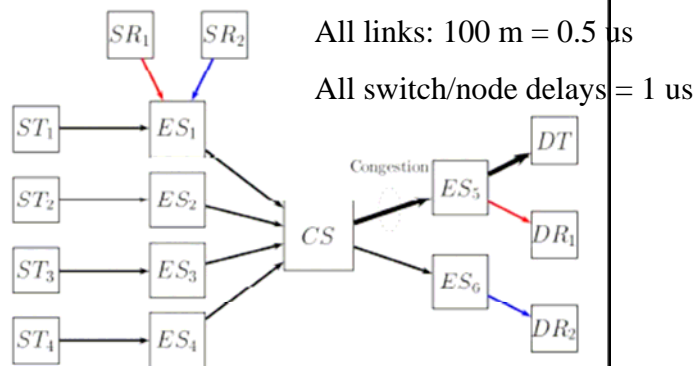 SR1 SR2 All links: 100 m = 0.5 us
All switch/node delays = 1 us
ST1 ES1 DT
Congestion
ST2 ES2 ES5
CS DR1
ST3 ES3 ES6
DR2
ST4 ES4